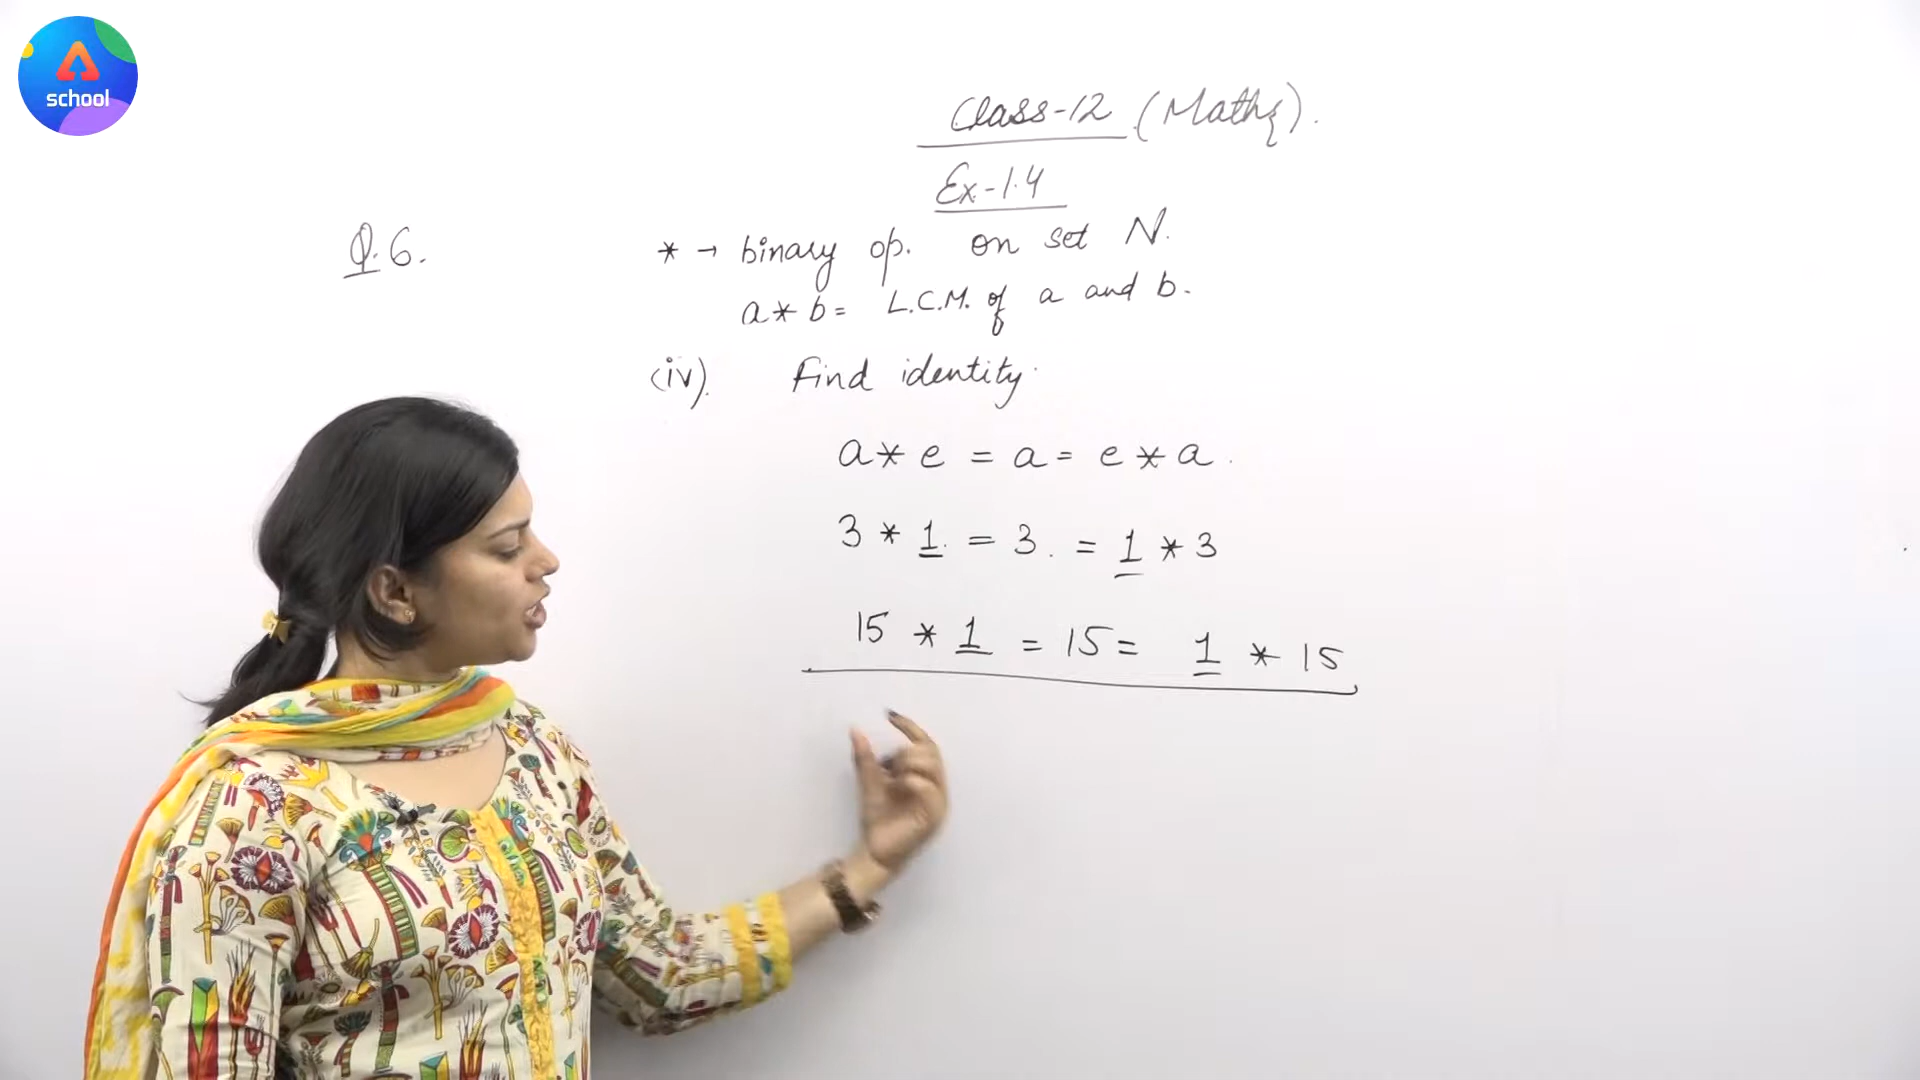 school
Class-12 (Maths).
Ex-1.4
Q.6. * → binary op. on set N.
a * b = L.C.M. of a and b.
(iv). Find identity.
a * e = a = e * a.
3 * 1 = 3. = 1 * 3
15 * 1 = 15 = 1 * 15